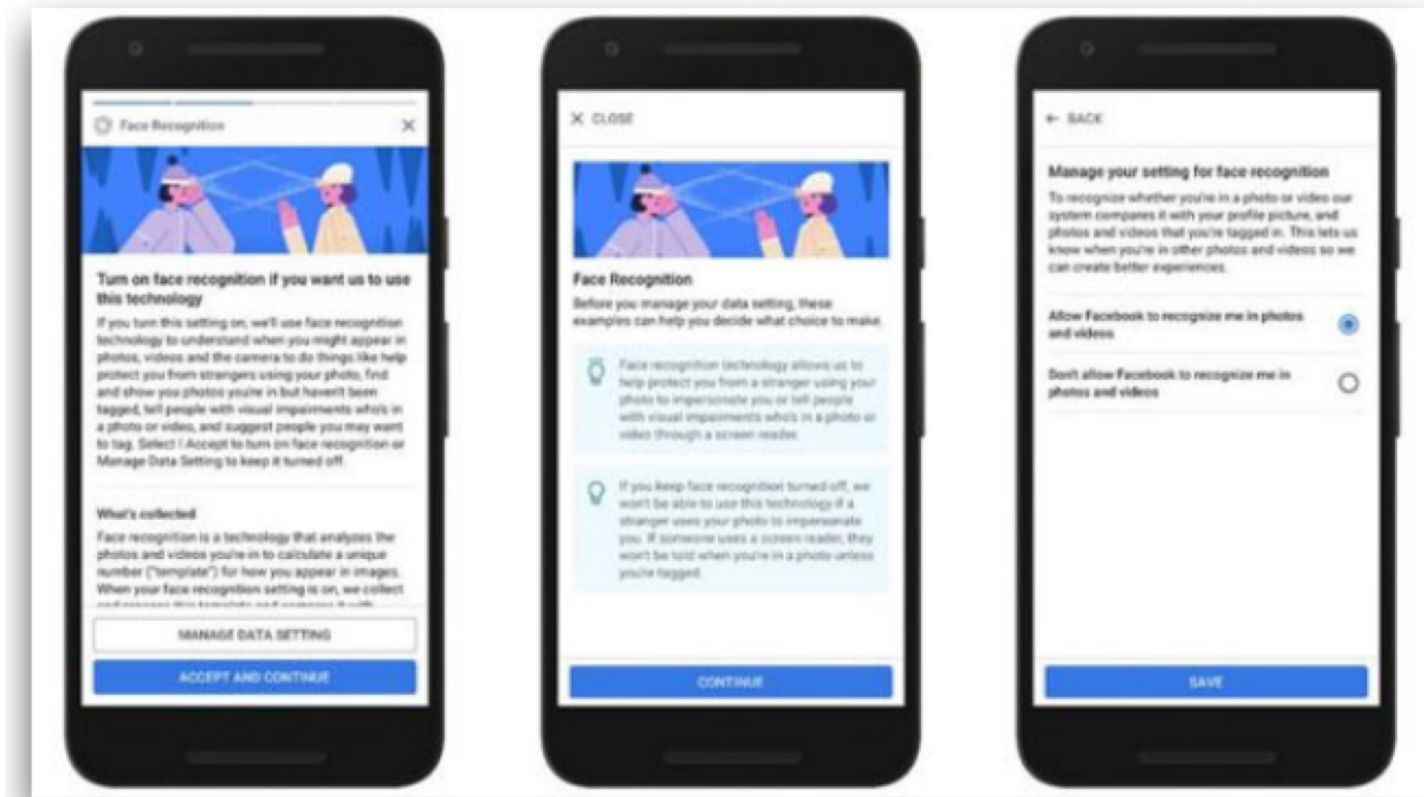 Face Recognition
Turn on face recognition if you want us to use
this technology
If you turn this setting on, we'll use face recognition
technology to understand when you might appear in
photos, videos and the camera to do things like help
protect you from strangers using your photo, find
and show you photos you're in but haven't been
tagged, tell people with visual impairments who's in
a photo or video, and suggest people you may want
to tag. Select I Accept to turn on face recognition or
Manage Data Setting to keep it turned off.
What's collected
Face recognition is a technology that analyzes the
photos and videos you're in to calculate a unique
number ("template") for how you appear in images.
When your face recognition setting is on, we collect
and process this template and compare it with
MANAGE DATA SETTING
ACCEPT AND CONTINUE
X CLOSE
Face Recognition
Before you manage your data setting, these
examples can help you decide what choice to make.
Face recognition technology allows us to
help protect you from a stranger using your
photo to impersonate you or tell people
with visual impairments who's in a photo or
video through a screen reader.
If you keep face recognition turned off, we
won't be able to use this technology if a
stranger uses your photo to impersonate
you. If someone uses a screen reader, they
won't be told when you're in a photo unless
you're tagged.
CONTINUE
← BACK
Manage your setting for face recognition
To recognize whether you're in a photo or video our
system compares it with your profile picture, and
photos and videos that you're tagged in. This lets us
know when you're in other photos and videos so we
can create better experiences.
Allow Facebook to recognize me in photos
and videos
Don't allow Facebook to recognize me in
photos and videos
SAVE